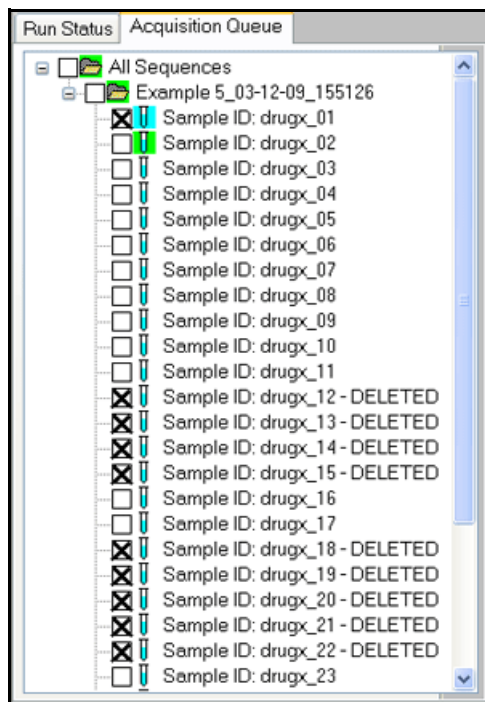 Run Status Acquisition Queue
All Sequences
Example 5_03-12-09_155126
Sample ID: drugx_01
Sample ID: drugx_02
Sample ID: drugx_03
Sample ID: drugx_04
Sample ID: drugx_05
Sample ID: drugx_06
Sample ID: drugx_07
Sample ID: drugx_08
Sample ID: drugx_09
Sample ID: drugx_10
Sample ID: drugx_11
Sample ID: drugx_12 - DELETED
Sample ID: drugx_13 - DELETED
Sample ID: drugx_14 - DELETED
Sample ID: drugx_15 - DELETED
Sample ID: drugx_16
Sample ID: drugx_17
Sample ID: drugx_18 - DELETED
Sample ID: drugx_19 - DELETED
Sample ID: drugx_20 - DELETED
Sample ID: drugx_21 - DELETED
Sample ID: drugx_22 - DELETED
Sample ID: drugx_23